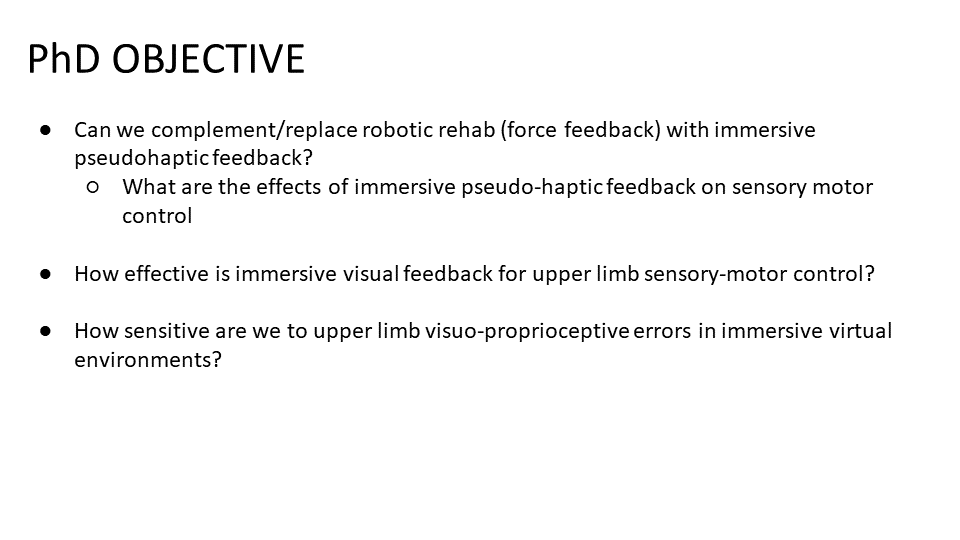 PhD OBJECTIVE
● Can we complement/replace robotic rehab (force feedback) with immersive
pseudohaptic feedback?
○ What are the effects of immersive pseudo-haptic feedback on sensory motor
control
● How effective is immersive visual feedback for upper limb sensory-motor control?
● How sensitive are we to upper limb visuo-proprioceptive errors in immersive virtual
environments?